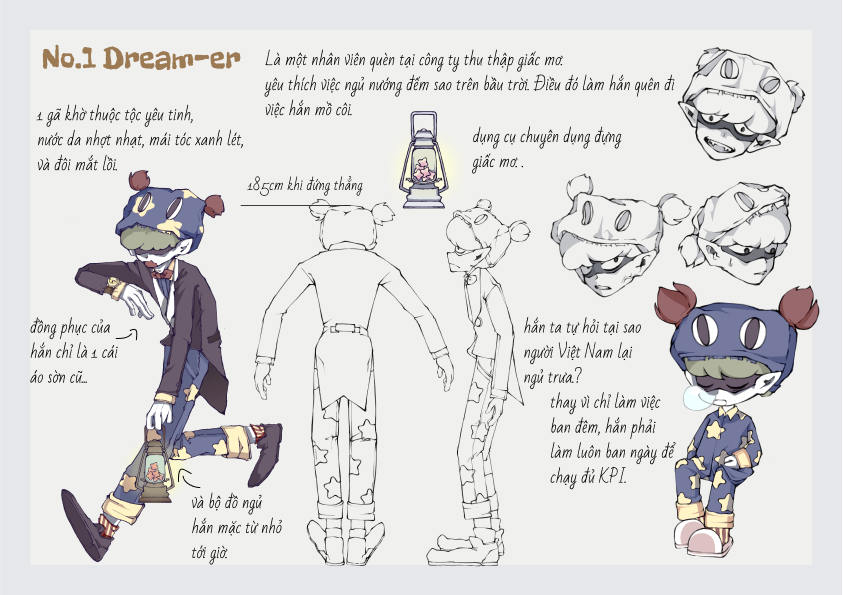 No.1 Dream-er
Là một nhân viên quèn tại công ty thu thập giấc mơ.
yêu thích việc ngủ nướng đếm sao trên bầu trời. Điều đó làm hắn quên đi
việc hắn mồ côi.
1 gã khờ thuộc tộc yêu tinh,
nước da nhợt nhạt, mái tóc xanh lét,
và đôi mắt lồi.
dụng cụ chuyên dụng đựng
giấc mơ. .
185cm khi đứng thẳng
đồng phục của
hắn chỉ là 1 cái
áo sờn cũ...
hắn ta tự hỏi tại sao
người Việt Nam lại
ngủ trưa.?
thay vì chỉ làm việc
ban đêm, hắn phải
làm luôn ban ngày để
chạy đủ KPI.
và bộ đồ ngủ
hắn mặc từ nhỏ
tới giờ.